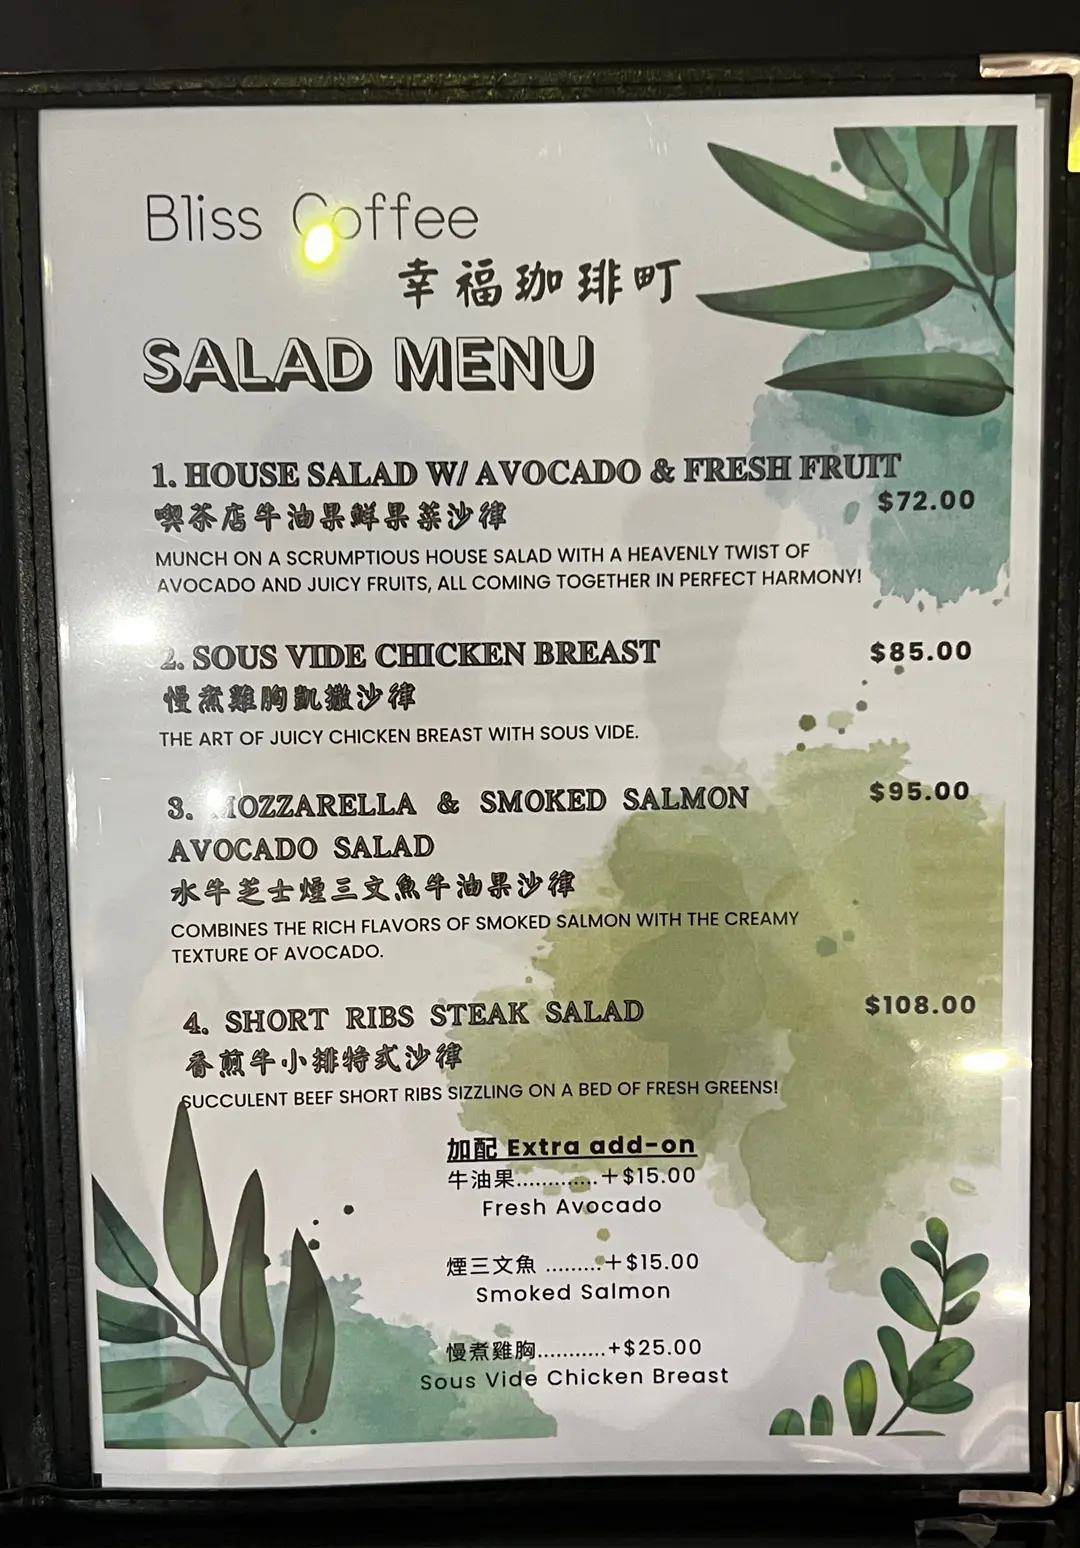 Bliss Coffee
幸福珈琲町
SALAD MENU
1. HOUSE SALAD W/ AVOCADO & FRESH FRUIT
$72.00
喫茶店牛油果鮮果菜沙律
MUNCH ON A SCRUMPTIOUS HOUSE SALAD WITH A HEAVENLY TWIST OF
AVOCADO AND JUICY FRUITS, ALL COMING TOGETHER IN PERFECT HARMONY!
2. SOUS VIDE CHICKEN BREAST $85.00
慢煮雞胸凱撒沙律
THE ART OF JUICY CHICKEN BREAST WITH SOUS VIDE.
3. MOZZARELLA & SMOKED SALMON $95.00
AVOCADO SALAD
水牛芝士煙三文魚牛油果沙律
COMBINES THE RICH FLAVORS OF SMOKED SALMON WITH THE CREAMY
TEXTURE OF AVOCADO.
4. SHORT RIBS STEAK SALAD $108.00
香煎牛小排特式沙律
SUCCULENT BEEF SHORT RIBS SIZZLING ON A BED OF FRESH GREENS!
加配 Extra add-on
牛油果.............+$15.00
Fresh Avocado
煙三文魚 .........+$15.00
Smoked Salmon
慢煮雞胸...........+$25.00
Sous Vide Chicken Breast